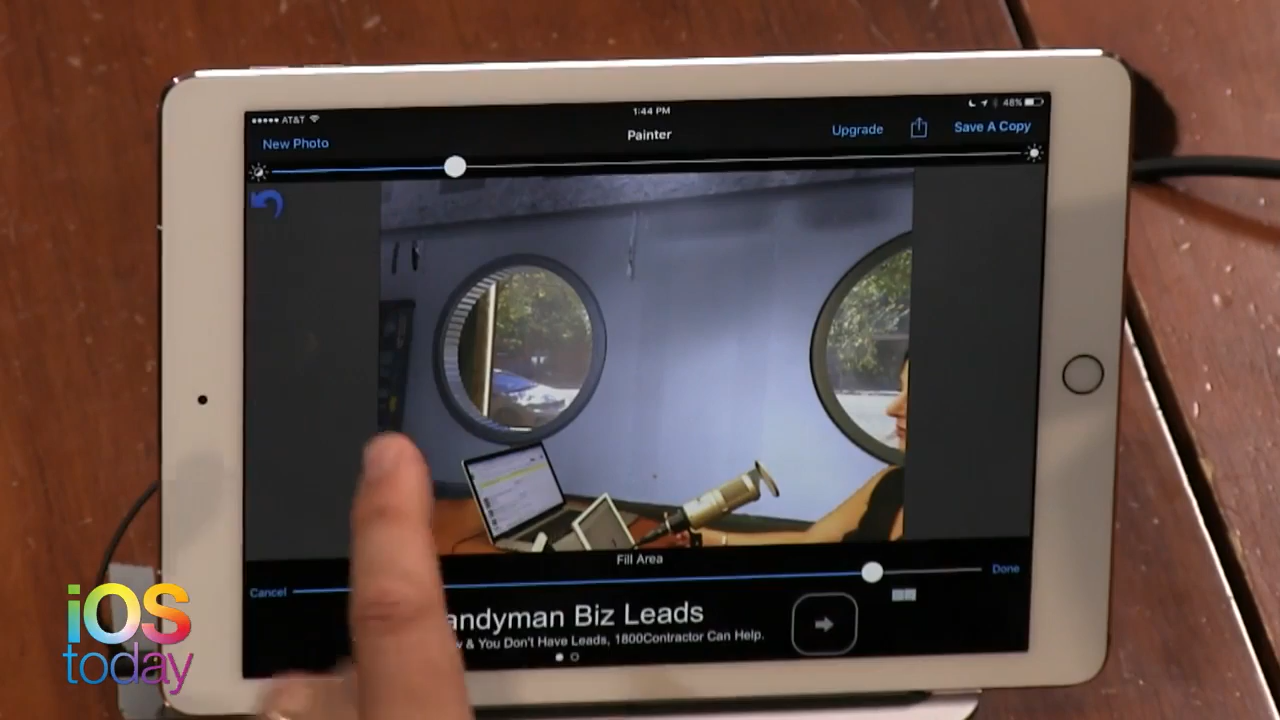 AT&T
1:44 PM
48%
New Photo
Painter
Upgrade
Save A Copy
Fill Area
Cancel
Done
andyman Biz Leads
& You Don't Have Leads, 1800Contractor Can Help.
iOS
today